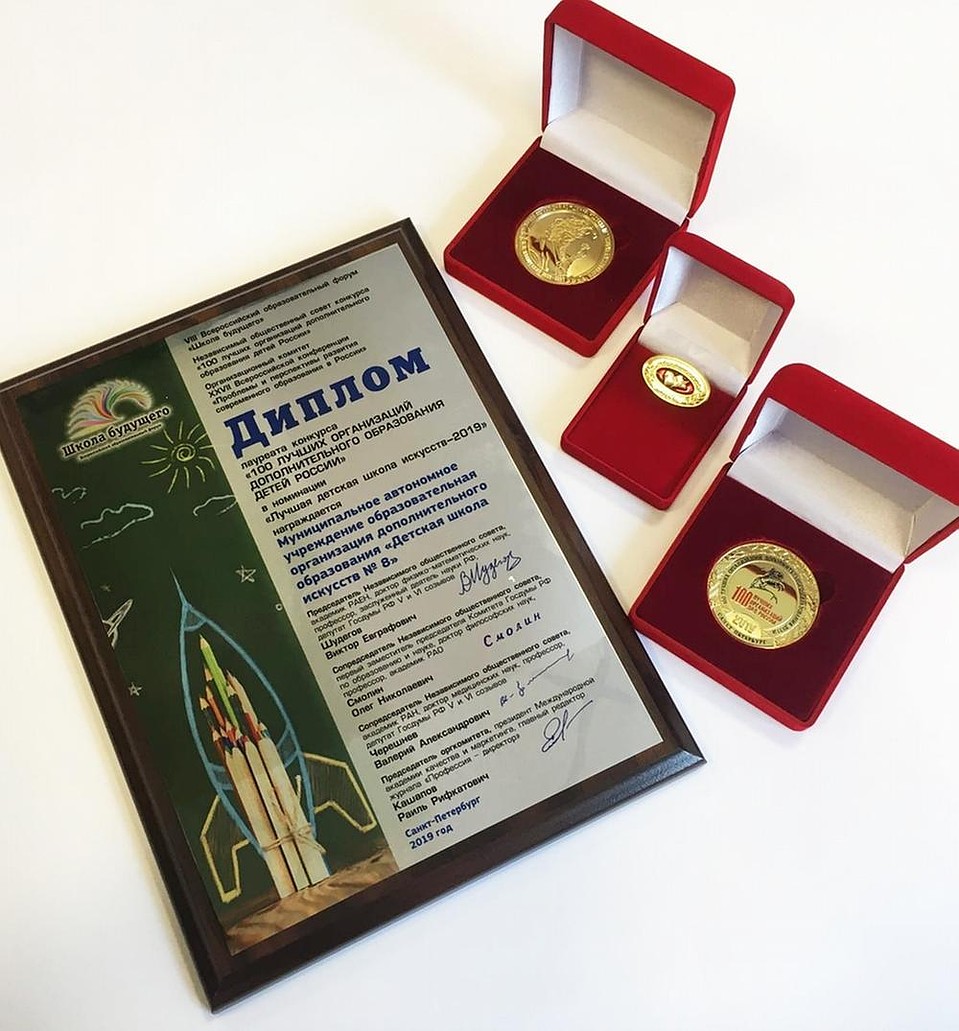 VIII Всероссийский образовательный форум
«Школа будущего»
Независимый общественный совет конкурса
«100 лучших организаций дополнительного
образования детей России»
Организационный комитет
XXVII Всероссийской конференции
«Проблемы и перспективы развития
современного образования в России»
Школа будущего
Диплом
лауреата конкурса
«100 ЛУЧШИХ ОРГАНИЗАЦИЙ
ДОПОЛНИТЕЛЬНОГО ОБРАЗОВАНИЯ
ДЕТЕЙ РОССИИ»
в номинации
«Лучшая детская школа искусств–2019»
награждается
Муниципальное автономное
учреждение образовательная
организация дополнительного
образования «Детская школа
искусств № 8»
Председатель Независимого общественного совета,
академик РАЕН, доктор физико-математических наук,
профессор, заслуженный деятель науки РФ,
депутат Госдумы РФ V и VI созывов
Шудегов
Виктор Евграфович
Сопредседатель Независимого общественного совета,
первый заместитель председателя Комитета Госдумы РФ
по образованию и науке, доктор философских наук,
профессор, академик РАО
Смолин
Смолин
Олег Николаевич
Сопредседатель Независимого общественного совета,
академик РАН, доктор медицинских наук, профессор,
депутат Госдумы РФ V и VI созывов
Черешнев
Валерий Александрович
Председатель оргкомитета, президент Международной
академии качества и маркетинга, главный редактор
журнала «Профессия – директор»
Кашапов
Раиль Рифкатович
Санкт-Петербург
2019 год
100